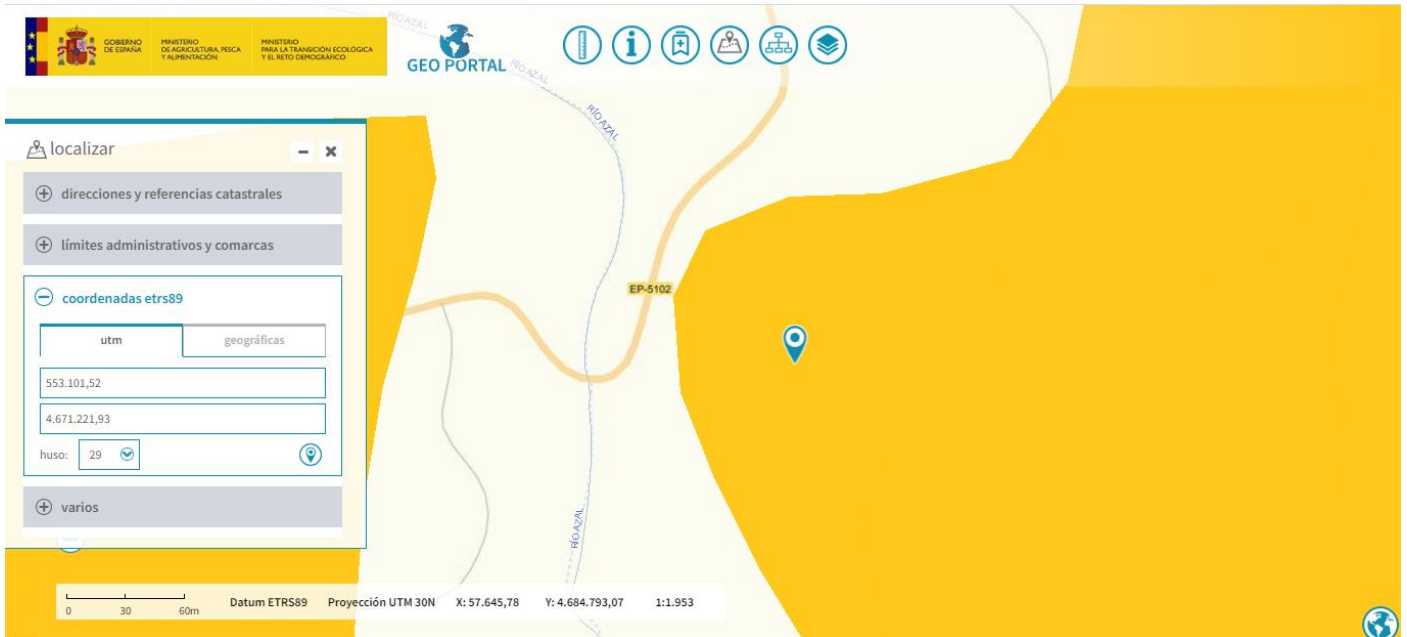 GOBIERNO
DE ESPAÑA
MINISTERIO
DE AGRICULTURA, PESCA
Y ALIMENTACIÓN
MINISTERIO
PARA LA TRANSICIÓN ECOLÓGICA
Y EL RETO DEMOGRÁFICO
GEO PORTAL
RÍO AZAL
RÍO AZAL
RÍO AZAL
localizar
direcciones y referencias catastrales
límites administrativos y comarcas
coordenadas etrs89
utm
geográficas
553.101,52
4.671.221,93
huso: 29
varios
EP-5102
RÍO AZAL
0 30 60m
Datum ETRS89 Proyección UTM 30N X: 57.645,78 Y: 4.684.793,07 1:1.953